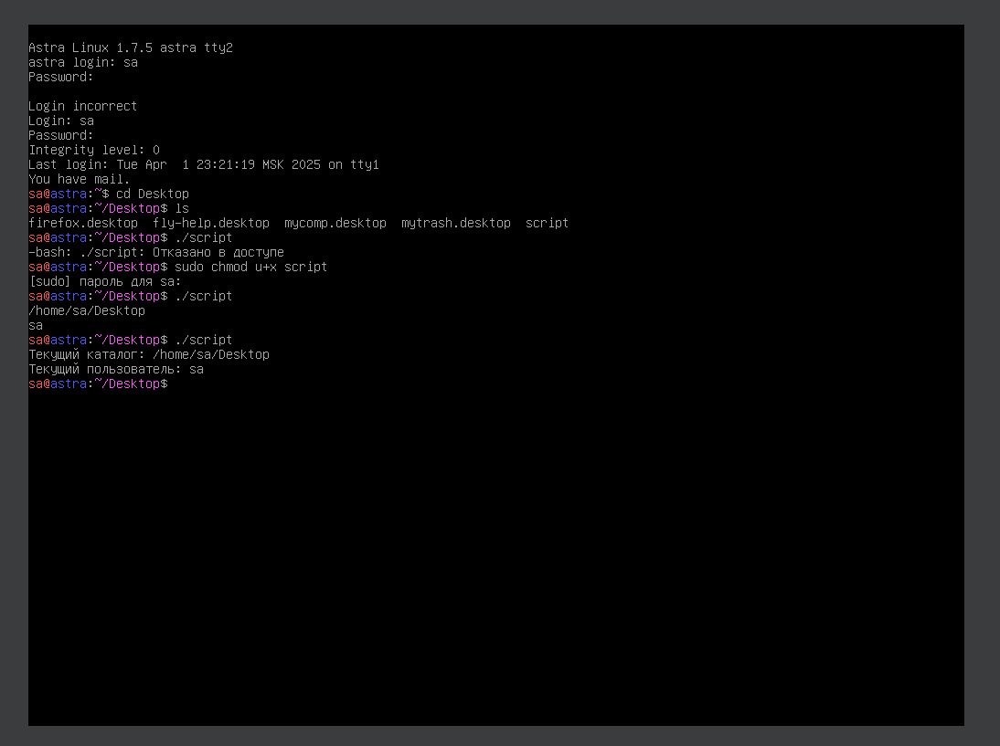 Astra Linux 1.7.5 astra tty2
astra login: sa
Password:
Login incorrect
Login: sa
Password:
Integrity level: 0
Last login: Tue Apr  1 23:21:19 MSK 2025 on tty1
You have mail.
sa@astra:~$ cd Desktop
sa@astra:~/Desktop$ ls
firefox.desktop  fly-help.desktop  mycomp.desktop  mytrash.desktop  script
sa@astra:~/Desktop$ ./script
-bash: ./script: Отказано в доступе
sa@astra:~/Desktop$ sudo chmod u+x script
[sudo] пароль для sa:
sa@astra:~/Desktop$ ./script
/home/sa/Desktop
sa
sa@astra:~/Desktop$ ./script
Текущий каталог: /home/sa/Desktop
Текущий пользователь: sa
sa@astra:~/Desktop$